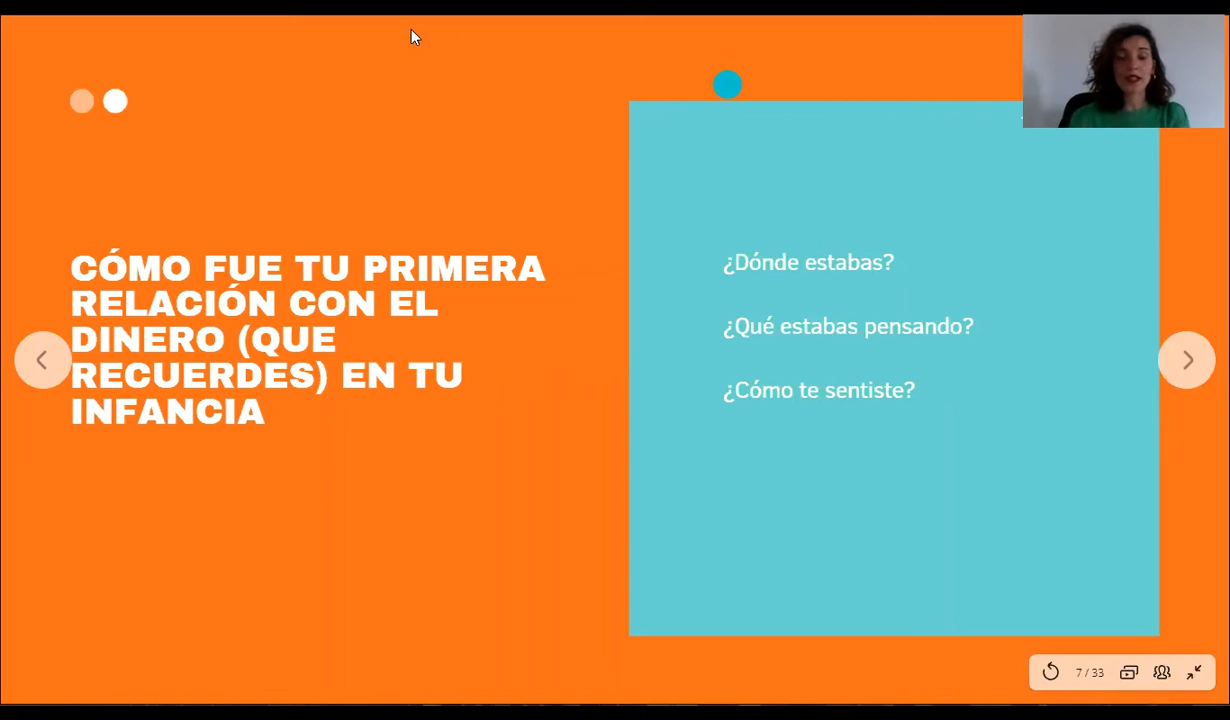 CÓMO FUE TU PRIMERA
RELACIÓN CON EL
DINERO (QUE
RECUERDES) EN TU
INFANCIA
¿Dónde estabas?
¿Qué estabas pensando?
¿Cómo te sentiste?
7 / 33